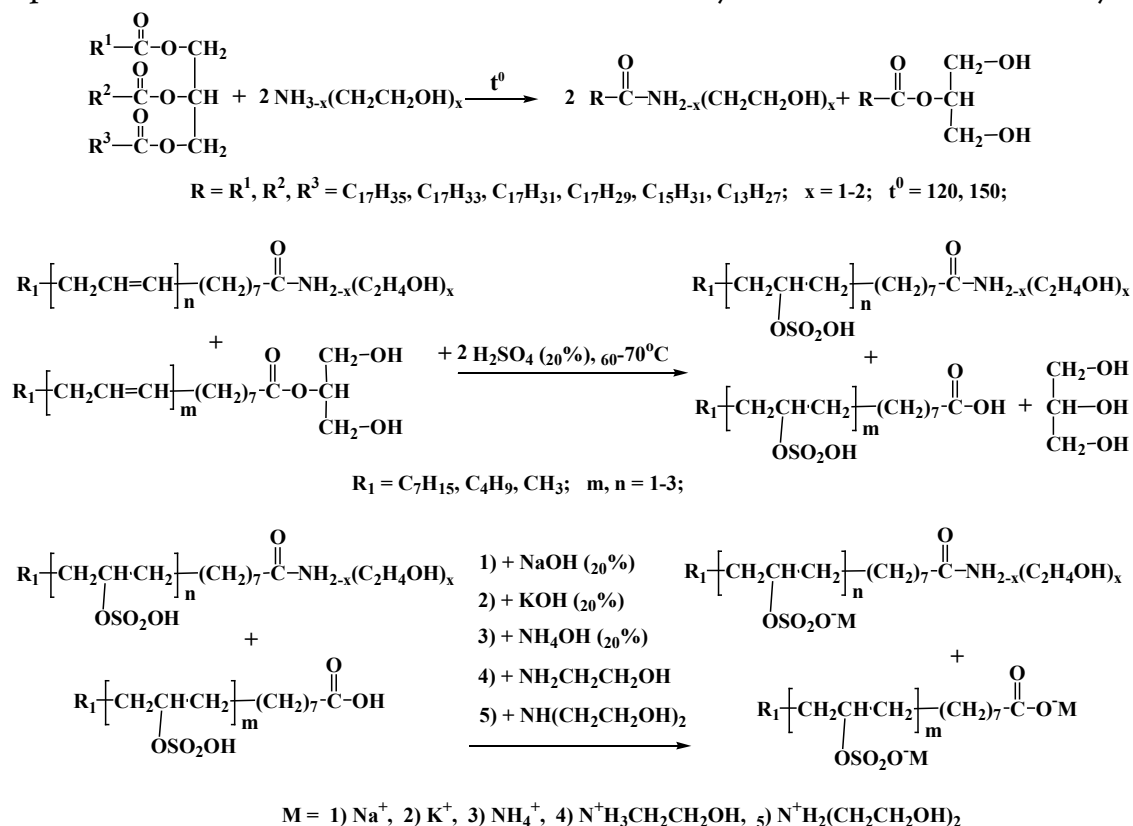 R¹–C(=O)–O–CH₂
R²–C(=O)–O–CH + 2 NH₃₋ₓ(CH₂CH₂OH)ₓ t⁰ 2 R–C(=O)–NH₂₋ₓ(CH₂CH₂OH)ₓ + R–C(=O)–O–CH CH₂–OH CH₂–OH
R³–C(=O)–O–CH₂
R = R¹, R², R³ = C₁₇H₃₅, C₁₇H₃₃, C₁₇H₃₁, C₁₇H₂₉, C₁₅H₃₁, C₁₃H₂₇; x = 1-2; t⁰ = 120, 150;
R₁–[CH₂CH=CH]n–(CH₂)₇–C(=O)–NH₂₋ₓ(C₂H₄OH)ₓ
+
R₁–[CH₂CH=CH]m–(CH₂)₇–C(=O)–O–CH CH₂–OH CH₂–OH
+ 2 H₂SO₄ (20%), 60-70⁰C
R₁–[CH₂CH·CH₂]n–(CH₂)₇–C(=O)–NH₂₋ₓ(C₂H₄OH)ₓ
OSO₂OH
+
R₁–[CH₂CH·CH₂]m–(CH₂)₇–C(=O)–OH + CH₂–OH CH–OH CH₂–OH
OSO₂OH
R₁ = C₇H₁₅, C₄H₉, CH₃; m, n = 1-3;
R₁–[CH₂CH·CH₂]n–(CH₂)₇–C(=O)–NH₂₋ₓ(C₂H₄OH)ₓ
OSO₂OH
+
R₁–[CH₂CH·CH₂]m–(CH₂)₇–C(=O)–OH
OSO₂OH
1) + NaOH (20%)
2) + KOH (20%)
3) + NH₄OH (20%)
4) + NH₂CH₂CH₂OH
5) + NH(CH₂CH₂OH)₂
R₁–[CH₂CH·CH₂]n–(CH₂)₇–C(=O)–NH₂₋ₓ(C₂H₄OH)ₓ
OSO₂O⁻M
+
R₁–[CH₂CH·CH₂]m–(CH₂)₇–C(=O)–O⁻M
OSO₂O⁻M
M = 1) Na⁺, 2) K⁺, 3) NH₄⁺, 4) N⁺H₃CH₂CH₂OH, 5) N⁺H₂(CH₂CH₂OH)₂